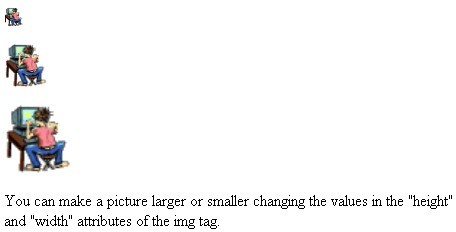 You can make a picture larger or smaller changing the values in the "height"
and "width" attributes of the img tag.